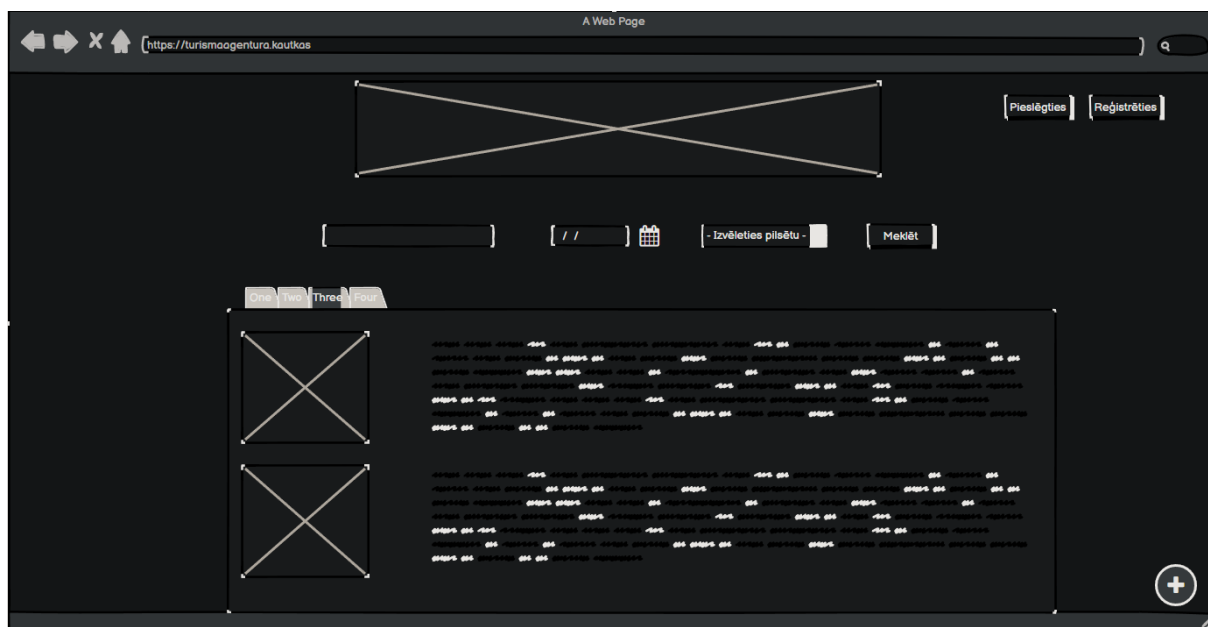 A Web Page
https://turismaagentura.kautkas
Pieslēgties
Reģistrēties
/ /
- Izvēleties pilsētu -
Meklēt
One Two Three Four